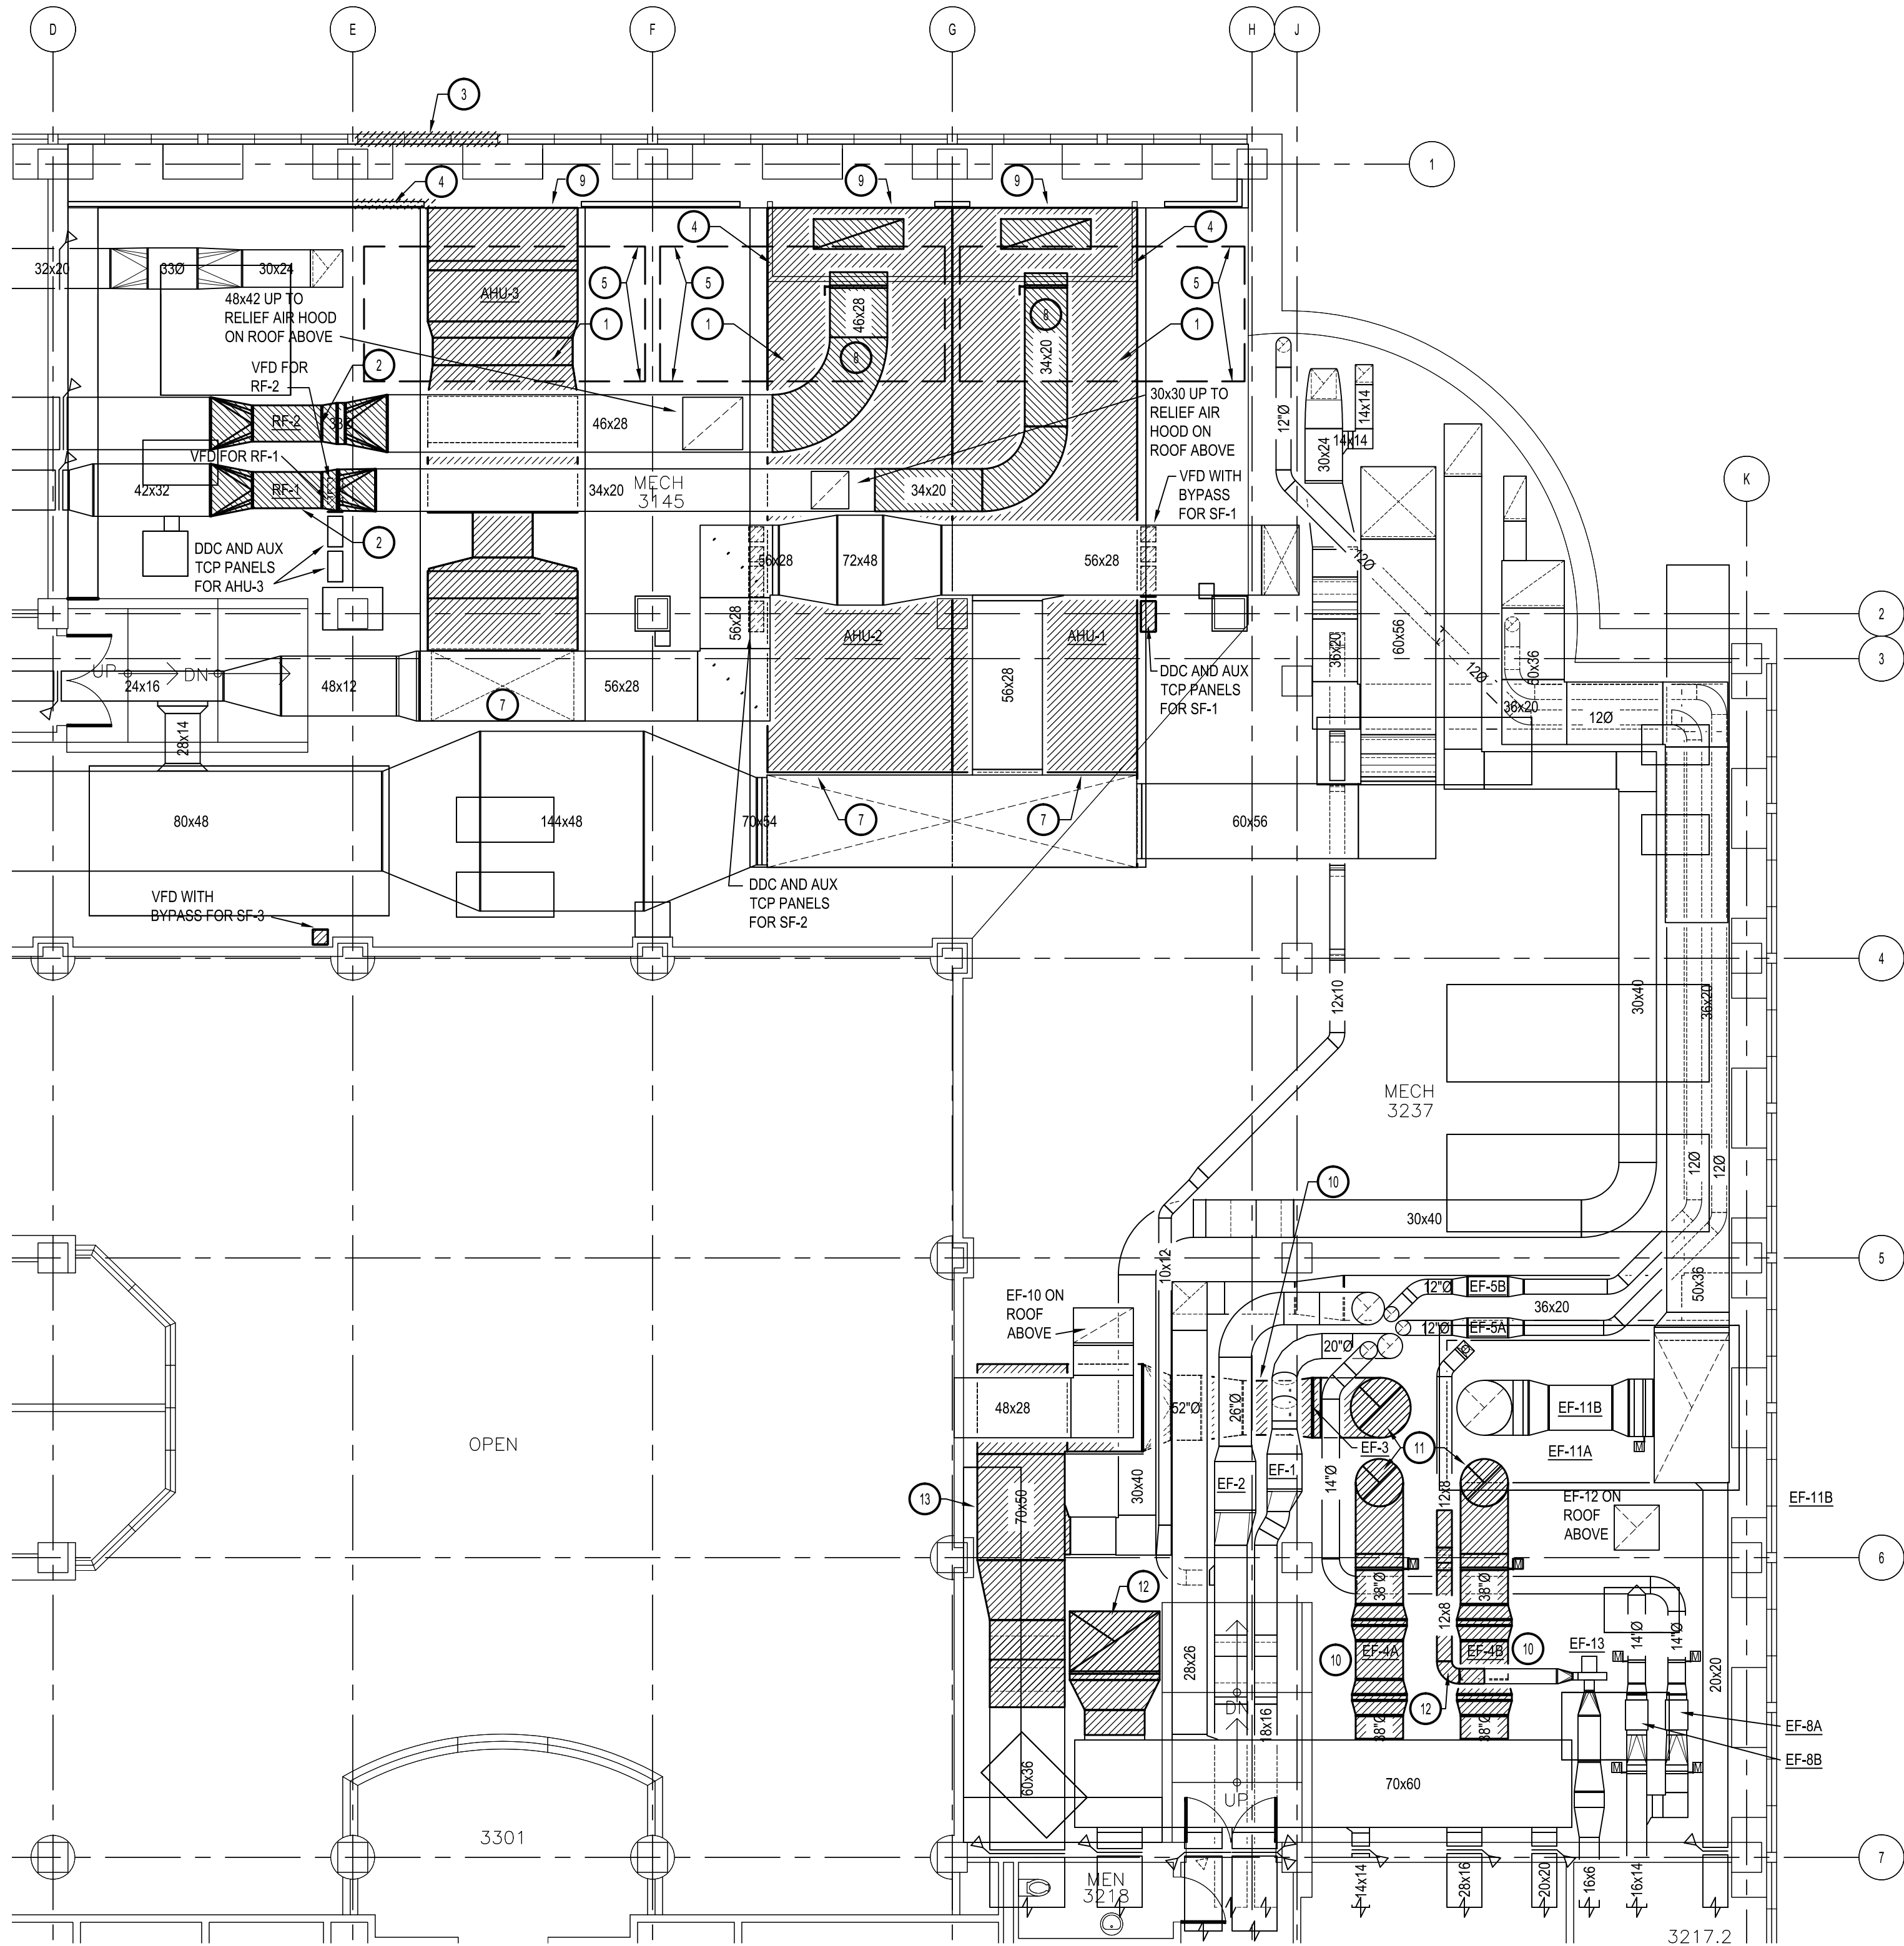 D
E
F
G
H
J
3
1
4
9
9
9
4
4
32x20
33Ø
30x24
AHU-3
5
5
5
48x42 UP TO
RELIEF AIR HOOD
ON ROOF ABOVE
1
1
1
46x28
8
8
34x20
VFD FOR
RF-2
2
RF-2
46x28
30x30 UP TO
RELIEF AIR
HOOD ON
ROOF ABOVE
12"Ø
30x24
14x14
14x14
VFD FOR RF-1
42x32
RF-1
34x20
MECH
3145
34x20
VFD WITH
BYPASS
FOR SF-1
K
2
DDC AND AUX
TCP PANELS
FOR AHU-3
56x28
72x48
56x28
12Ø
56x28
AHU-2
AHU-1
2
3
UP
DN
24x16
48x12
56x28
7
56x28
DDC AND AUX
TCP PANELS
FOR SF-1
36x20
60x56
12Ø
50x36
36x20
12Ø
28x14
80x48
144x48
70x54
7
7
60x56
VFD WITH
BYPASS FOR SF-3
DDC AND AUX
TCP PANELS
FOR SF-2
4
12x10
30x40
36x20
MECH
3237
12Ø
12Ø
10
30x40
10x12
5
EF-10 ON
ROOF
ABOVE
12"Ø
EF-5B
36x20
50x36
12"Ø
EF-5A
20"Ø
48x28
52"Ø
26"Ø
EF-11B
OPEN
EF-3
11
EF-11A
EF-2
EF-1
14"Ø
12x8
13
70x50
30x40
EF-12 ON
ROOF
ABOVE
EF-11B
M
M
M
6
12
38"Ø
38"Ø
12x8
28x26
10
EF-4A
EF-4B
10
EF-13
14"Ø
14"Ø
M
M
20x20
DN
18x16
12
38"Ø
38"Ø
EF-8A
EF-8B
M
M
60x36
70x60
UP
3301
7
MEN
3218
14x14
28x16
20x20
16x6
16x14
3217.2